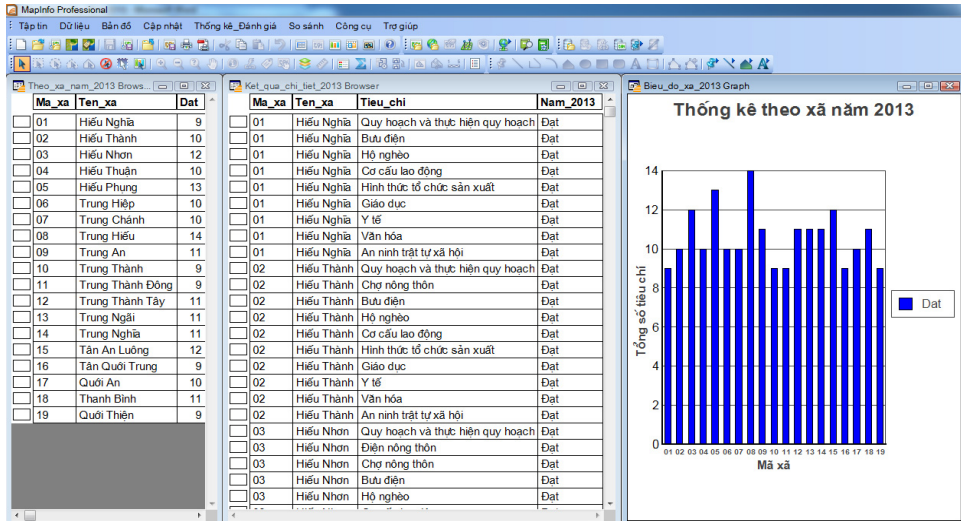 MapInfo Professional
Tập tin Dữ liệu Bản đồ Cập nhật Thống kê_Đánh giá So sánh Công cụ Trợ giúp
Theo_xa_nam_2013 Brows...
Ma_xa Ten_xa Dat
01 Hiếu Nghĩa 9
02 Hiếu Thành 10
03 Hiếu Nhơn 12
04 Hiếu Thuận 10
05 Hiếu Phụng 13
06 Trung Hiệp 10
07 Trung Chánh 10
08 Trung Hiếu 14
09 Trung An 11
10 Trung Thành 9
11 Trung Thành Đông 9
12 Trung Thành Tây 11
13 Trung Ngãi 11
14 Trung Nghĩa 11
15 Tân An Luông 12
16 Tân Quới Trung 9
17 Quới An 10
18 Thanh Bình 11
19 Quới Thiện 9
Ket_qua_chi_tiet_2013 Browser
Ma_xa Ten_xa Tieu_chi Nam_2013
01 Hiếu Nghĩa Quy hoạch và thực hiện quy hoạch Đạt
01 Hiếu Nghĩa Bưu điện Đạt
01 Hiếu Nghĩa Hộ nghèo Đạt
01 Hiếu Nghĩa Cơ cấu lao động Đạt
01 Hiếu Nghĩa Hình thức tổ chức sản xuất Đạt
01 Hiếu Nghĩa Giáo dục Đạt
01 Hiếu Nghĩa Y tế Đạt
01 Hiếu Nghĩa Văn hóa Đạt
01 Hiếu Nghĩa An ninh trật tự xã hội Đạt
02 Hiếu Thành Quy hoạch và thực hiện quy hoạch Đạt
02 Hiếu Thành Chợ nông thôn Đạt
02 Hiếu Thành Bưu điện Đạt
02 Hiếu Thành Hộ nghèo Đạt
02 Hiếu Thành Cơ cấu lao động Đạt
02 Hiếu Thành Hình thức tổ chức sản xuất Đạt
02 Hiếu Thành Giáo dục Đạt
02 Hiếu Thành Y tế Đạt
02 Hiếu Thành Văn hóa Đạt
02 Hiếu Thành An ninh trật tự xã hội Đạt
03 Hiếu Nhơn Quy hoạch và thực hiện quy hoạch Đạt
03 Hiếu Nhơn Điện nông thôn Đạt
03 Hiếu Nhơn Chợ nông thôn Đạt
03 Hiếu Nhơn Bưu điện Đạt
03 Hiếu Nhơn Hộ nghèo Đạt
Bieu_do_xa_2013 Graph
Thống kê theo xã năm 2013
14
12
10
8
6
4
2
0
Tổng số tiêu chí
01 02 03 04 05 06 07 08 09 10 11 12 13 14 15 16 17 18 19
Mã xã
Dat